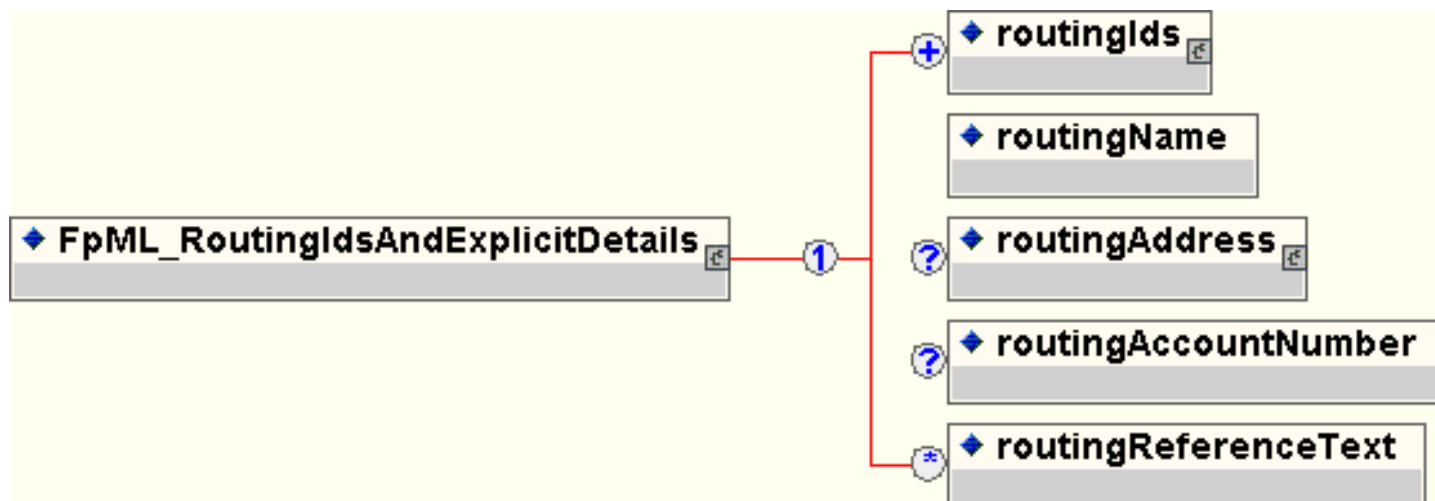 + routingIds
routingName
FpML_RoutingIdsAndExplicitDetails 1 ? routingAddress
? routingAccountNumber
* routingReferenceText